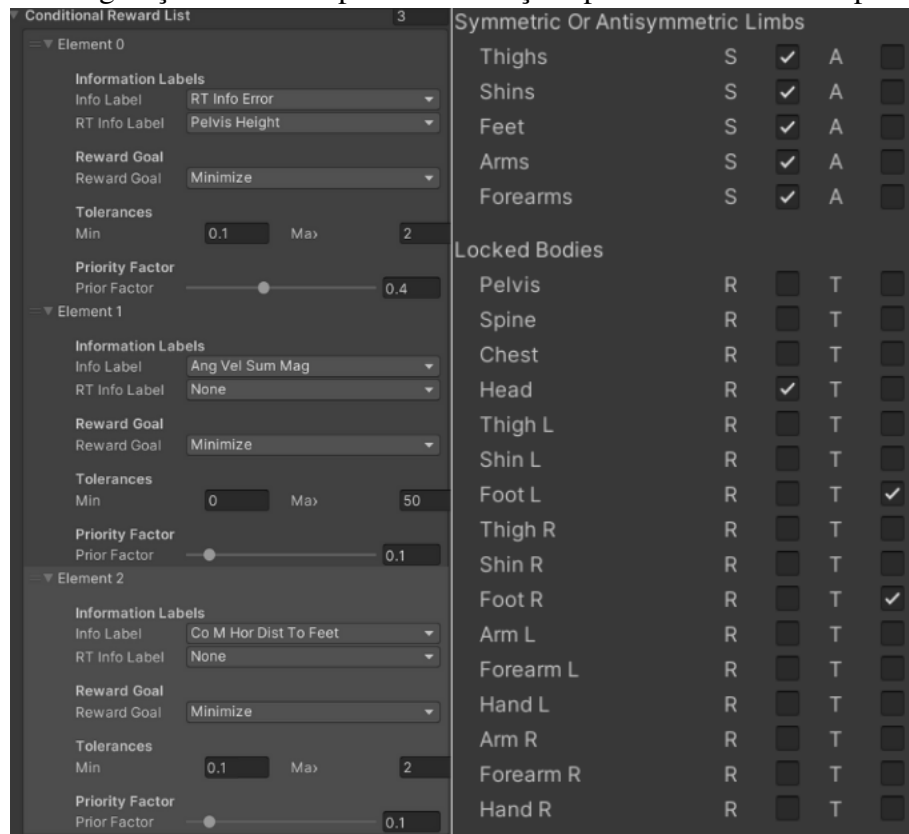 Conditional Reward List 3
Element 0
Information Labels
Info Label RT Info Error
RT Info Label Pelvis Height
Reward Goal
Reward Goal Minimize
Tolerances
Min 0.1 Max 2
Priority Factor
Prior Factor 0.4
Element 1
Information Labels
Info Label Ang Vel Sum Mag
RT Info Label None
Reward Goal
Reward Goal Minimize
Tolerances
Min 0 Max 50
Priority Factor
Prior Factor 0.1
Element 2
Information Labels
Info Label Co M Hor Dist To Feet
RT Info Label None
Reward Goal
Reward Goal Minimize
Tolerances
Min 0.1 Max 2
Priority Factor
Prior Factor 0.1
Symmetric Or Antisymmetric Limbs
Thighs S A
Shins S A
Feet S A
Arms S A
Forearms S A
Locked Bodies
Pelvis R T
Spine R T
Chest R T
Head R T
Thigh L R T
Shin L R T
Foot L R T
Thigh R R T
Shin R R T
Foot R R T
Arm L R T
Forearm L R T
Hand L R T
Arm R R T
Forearm R R T
Hand R R T